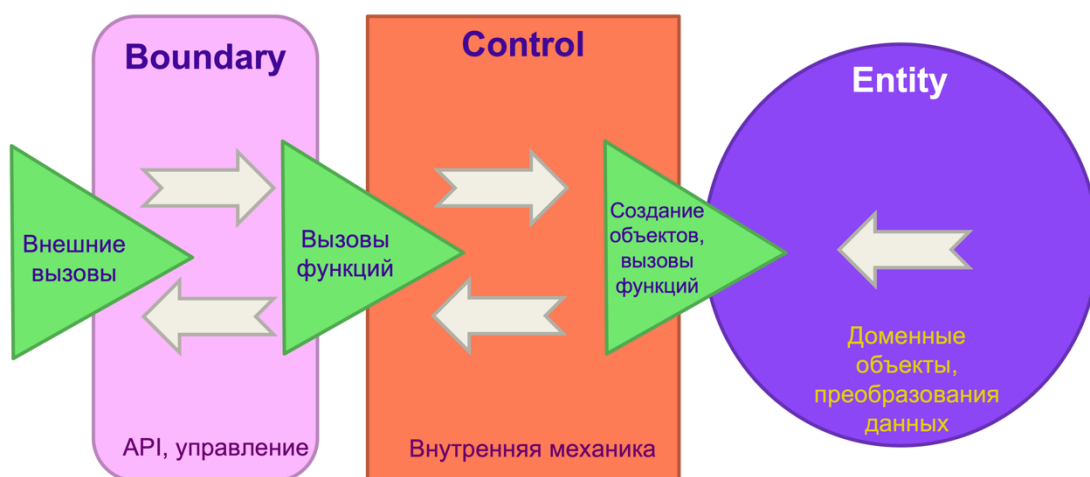 Boundary
Control
Entity
Внешние
вызовы
Вызовы
функций
Создание
объектов,
вызовы
функций
Доменные
объекты,
преобразования
данных
API, управление
Внутренняя механика